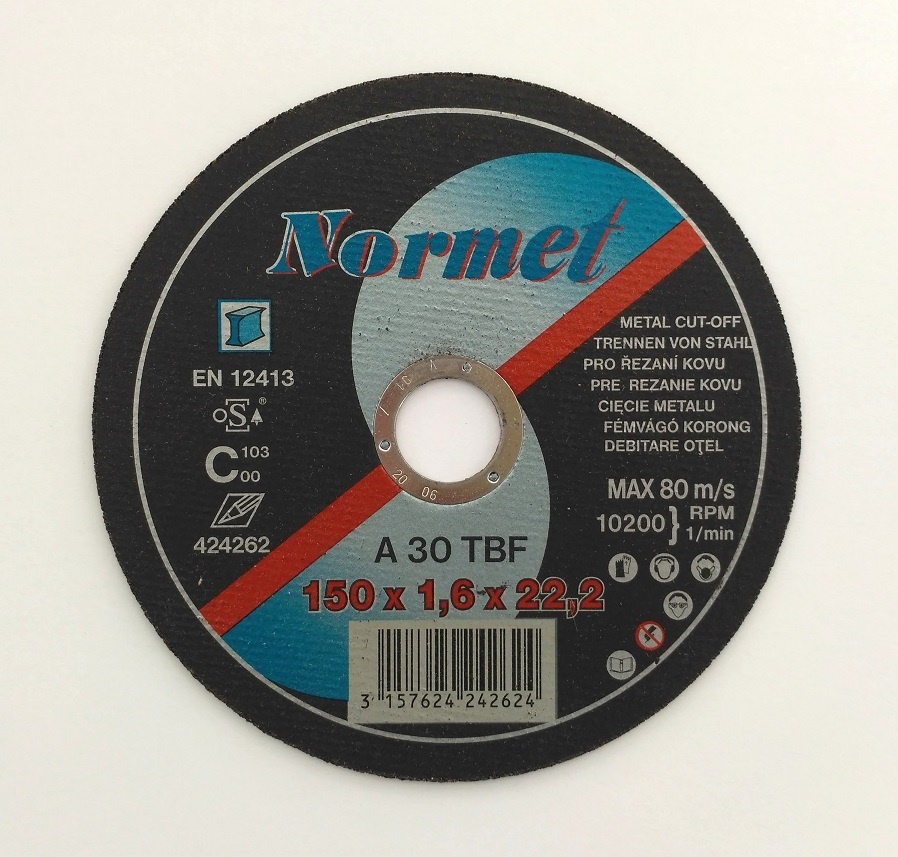 Normet
EN 12413
oSa®
C 103
00
424262
METAL CUT-OFF
TRENNEN VON STAHL
PRO ŘEZANÍ KOVU
PRE REZANIE KOVU
CIĘCIE METALU
FÉMVÁGÓ KORONG
DEBITARE OŢEL
MAX 80 m/s
10200 } RPM
1/min
20 06
A 30 TBF
150 x 1,6 x 22,2
3 157624 242624